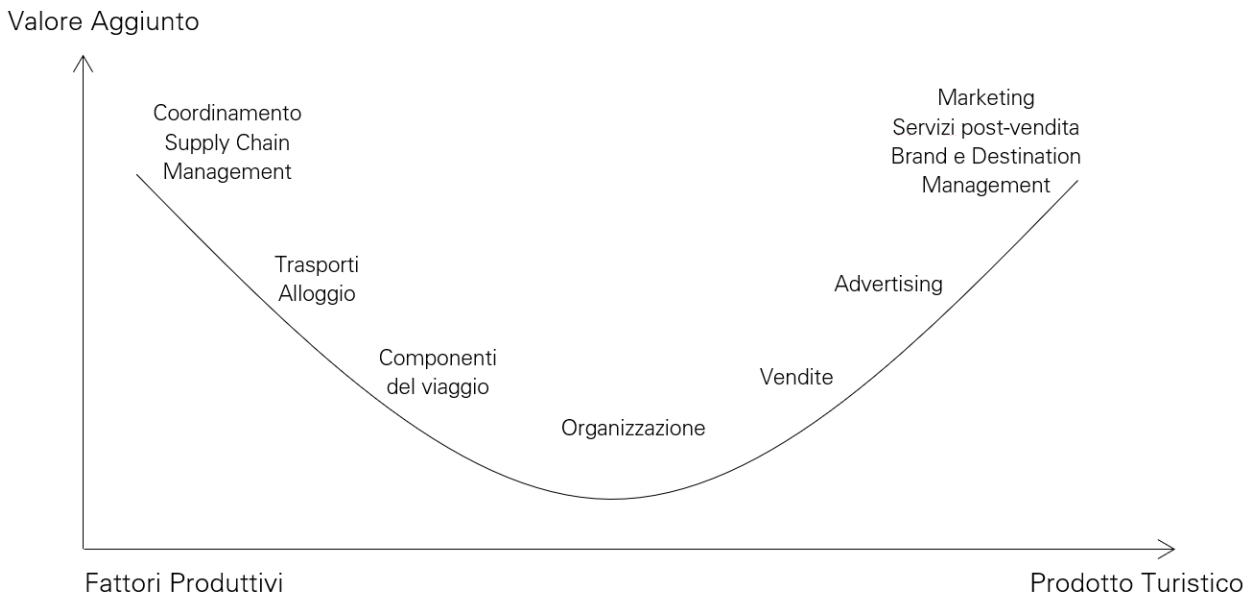 Valore Aggiunto
Coordinamento
Supply Chain
Management
Trasporti
Alloggio
Componenti
del viaggio
Organizzazione
Vendite
Advertising
Marketing
Servizi post-vendita
Brand e Destination
Management
Fattori Produttivi
Prodotto Turistico